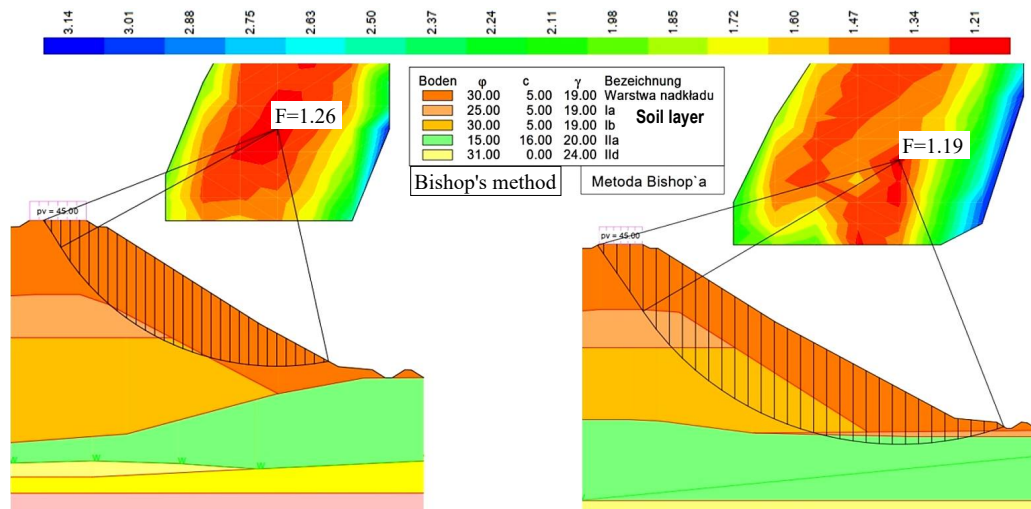 3.14 3.01 2.88 2.75 2.63 2.50 2.37 2.24 2.11 1.98 1.85 1.72 1.60 1.47 1.34 1.21
Boden φ c γ Bezeichnung
30.00 5.00 19.00 Warstwa nadkładu
25.00 5.00 19.00 Ia
30.00 5.00 19.00 Ib
15.00 16.00 20.00 IIa
31.00 0.00 24.00 IId
Soil layer
F=1.26
F=1.19
Bishop's method
Metoda Bishop`a
pv = 45.00
pv = 45.00
W W W W
W